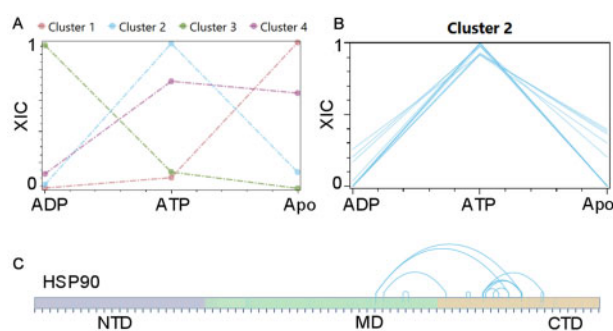 A
Cluster 1 Cluster 2 Cluster 3 Cluster 4
1
XIC
0
ADP ATP Apo
B
Cluster 2
1
XIC
0
ADP ATP Apo
C
HSP90
NTD MD CTD